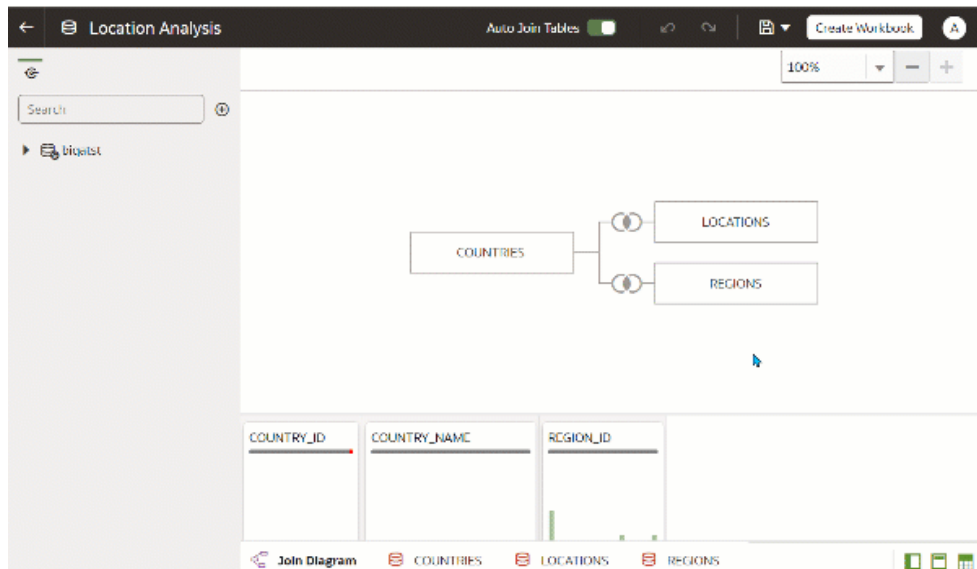 Location Analysis
Auto Join Tables
Create Workbook
A
100%
Search
biqatst
LOCATIONS
COUNTRIES
REGIONS
COUNTRY_ID
COUNTRY_NAME
REGION_ID
Join Diagram
COUNTRIES
LOCATIONS
REGIONS